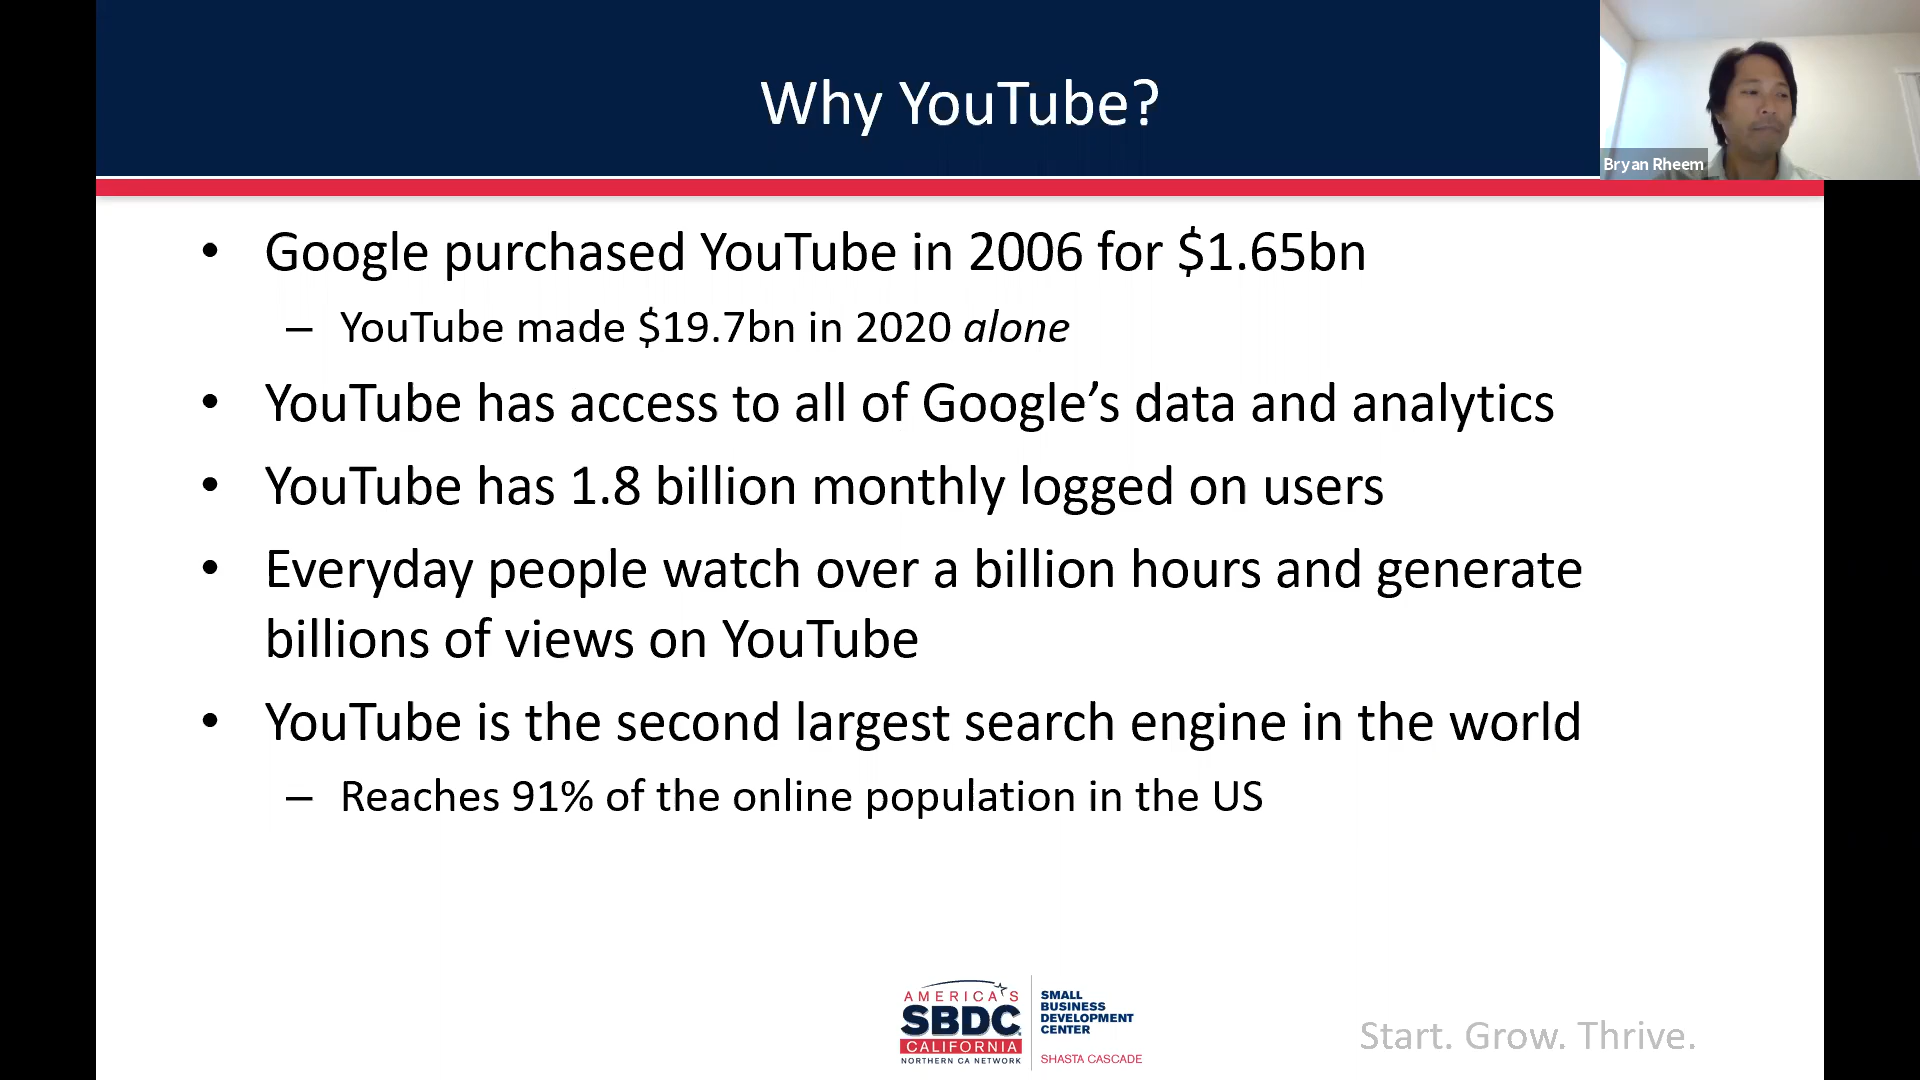 Why YouTube?
Bryan Rheem
• Google purchased YouTube in 2006 for $1.65bn
– YouTube made $19.7bn in 2020 alone
• YouTube has access to all of Google’s data and analytics
• YouTube has 1.8 billion monthly logged on users
• Everyday people watch over a billion hours and generate
billions of views on YouTube
• YouTube is the second largest search engine in the world
– Reaches 91% of the online population in the US
AMERICA'S
SBDC
CALIFORNIA
NORTHERN CA NETWORK
SMALL
BUSINESS
DEVELOPMENT
CENTER
SHASTA CASCADE
Start. Grow. Thrive.